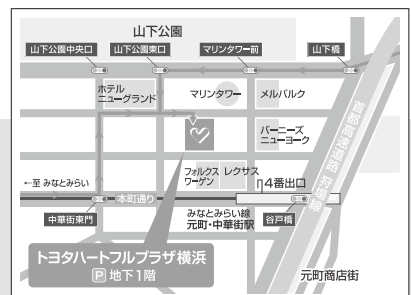 山下公園
山下公園中央口
山下公園東口
マリンタワー前
山下橋
ホテル
ニューグランド
マリンタワー
メルパルク
バーニーズ
ニューヨーク
首都高速道路 狩場線
フォルクス
ワーゲン
レクサス
←至 みなとみらい
本町通り
4番出口
中華街東門
みなとみらい線
元町・中華街駅
谷戸橋
トヨタハートフルプラザ横浜
P 地下1階
元町商店街